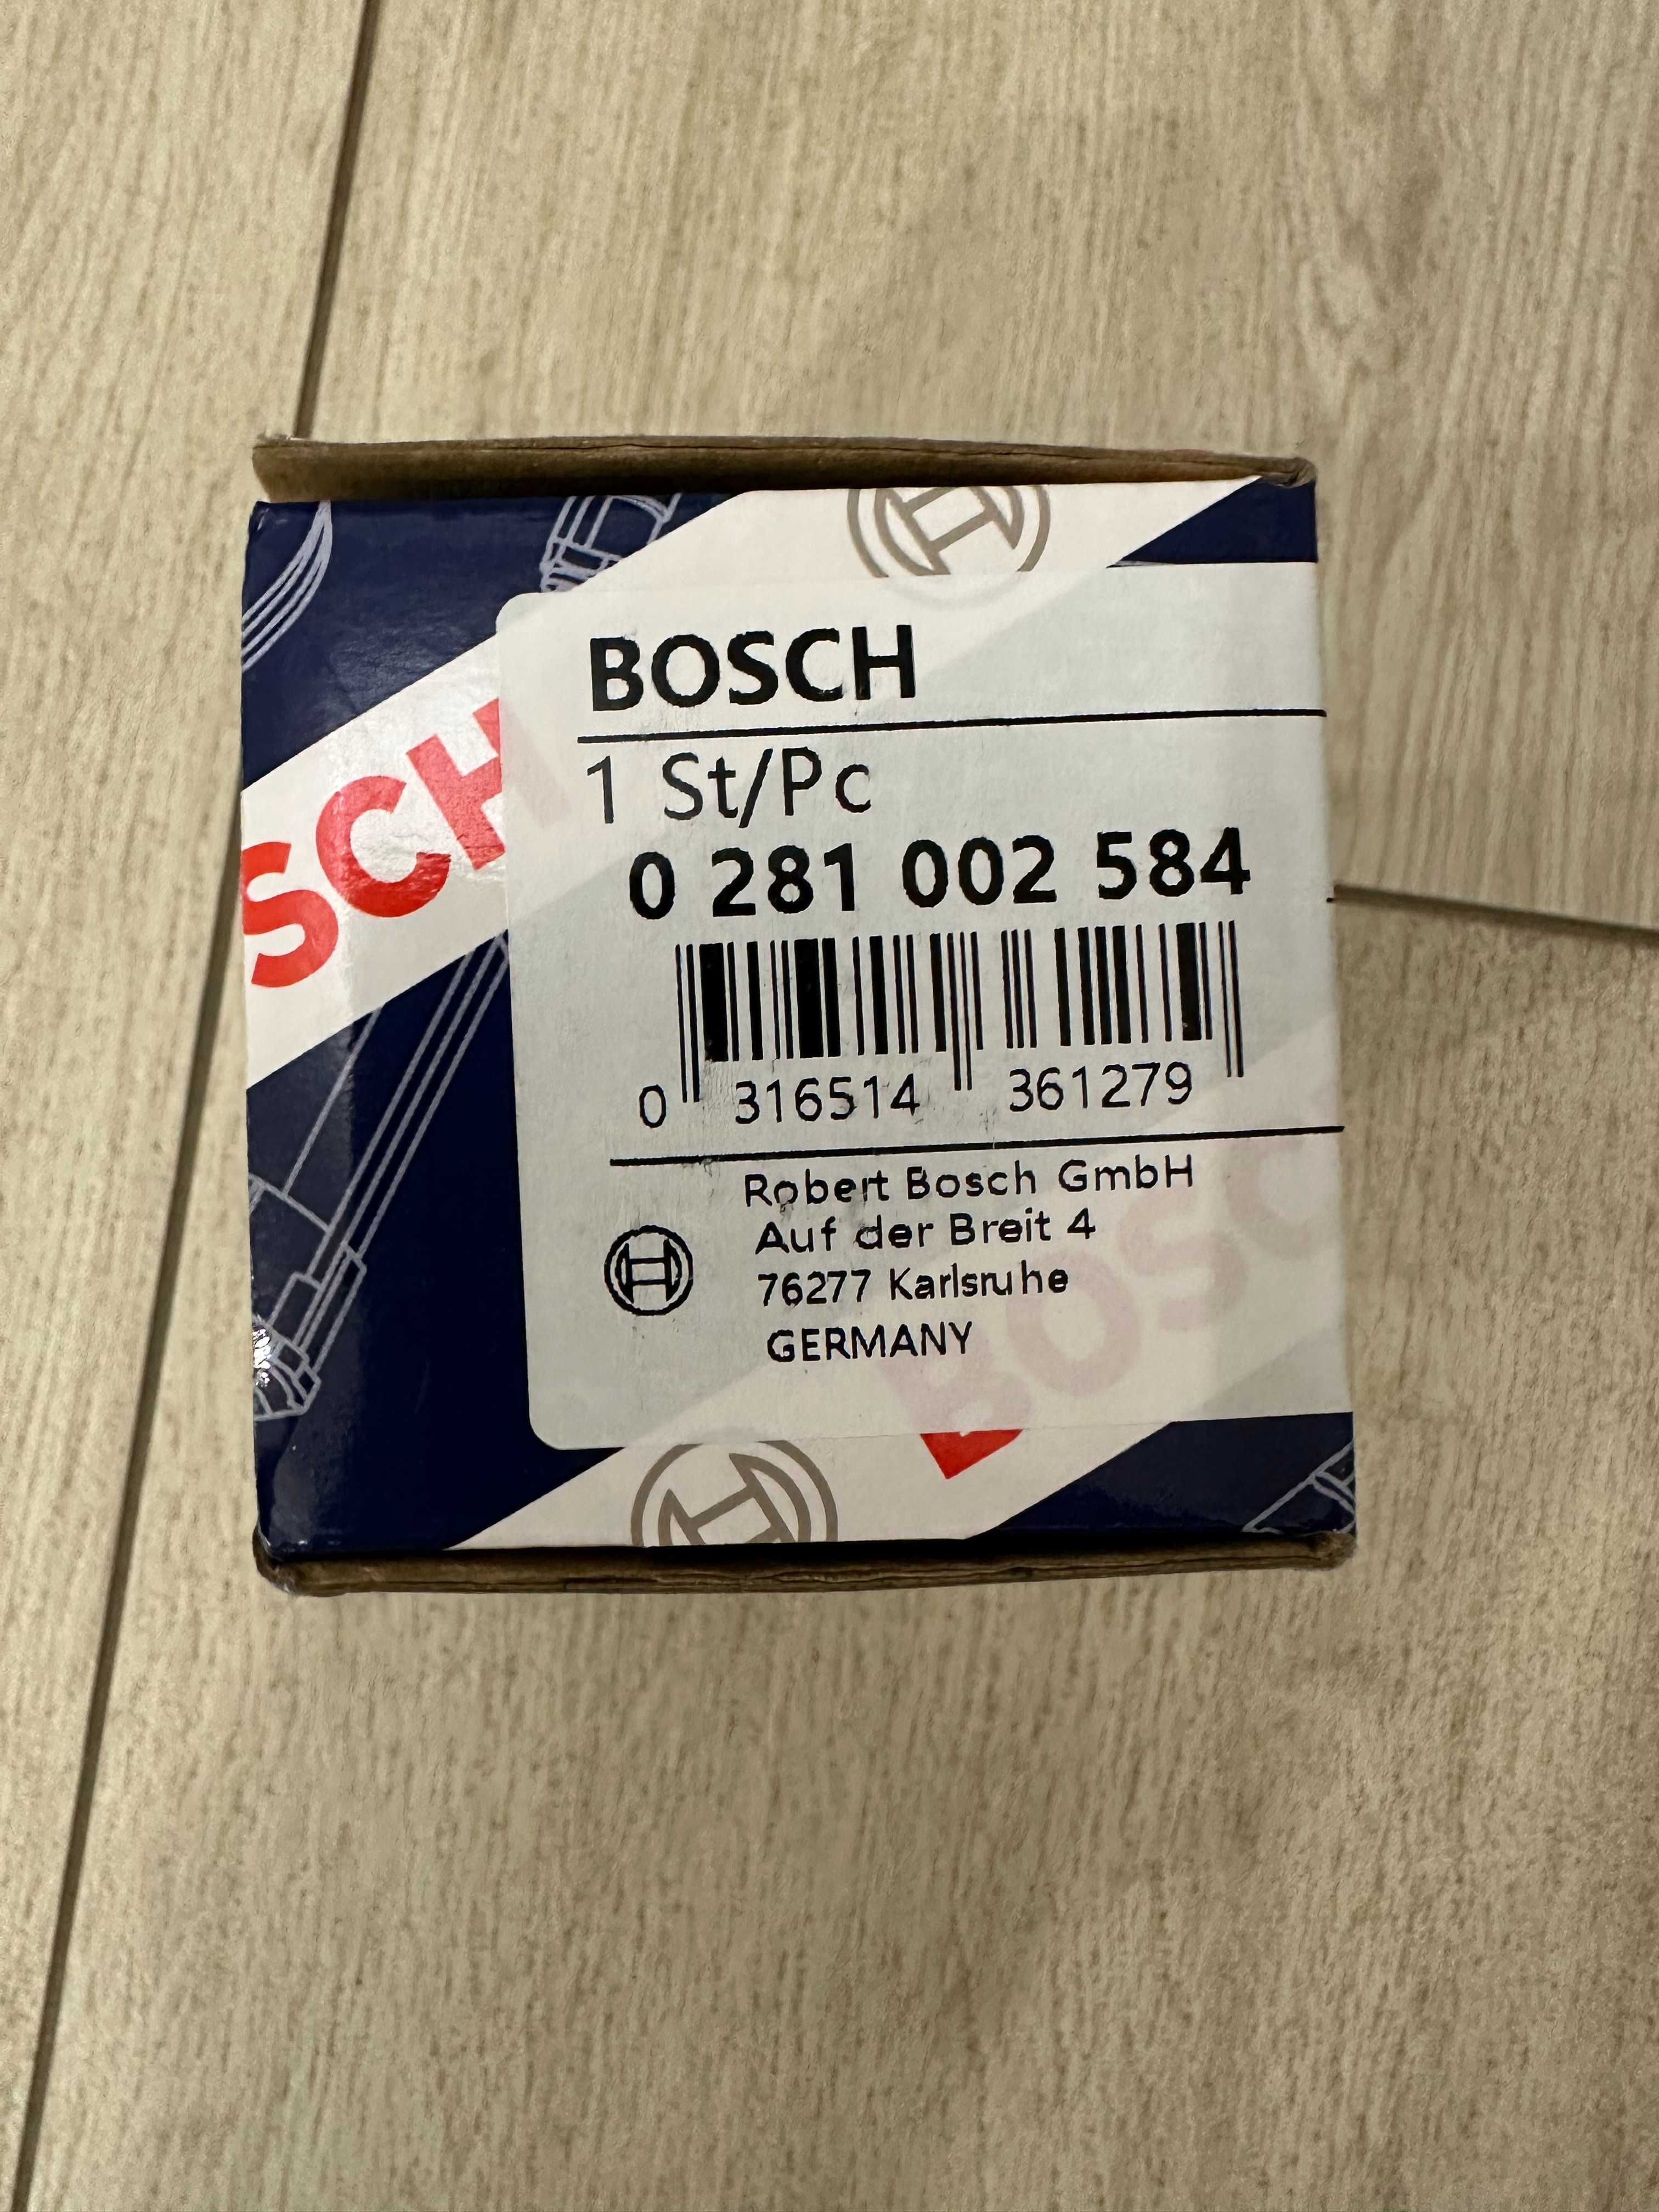 BOSCH
1 St/Pc
0 281 002 584
0 316514 361279
Robert Bosch GmbH
Auf der Breit 4
76277 Karlsruhe
GERMANY
SCH
BOSC